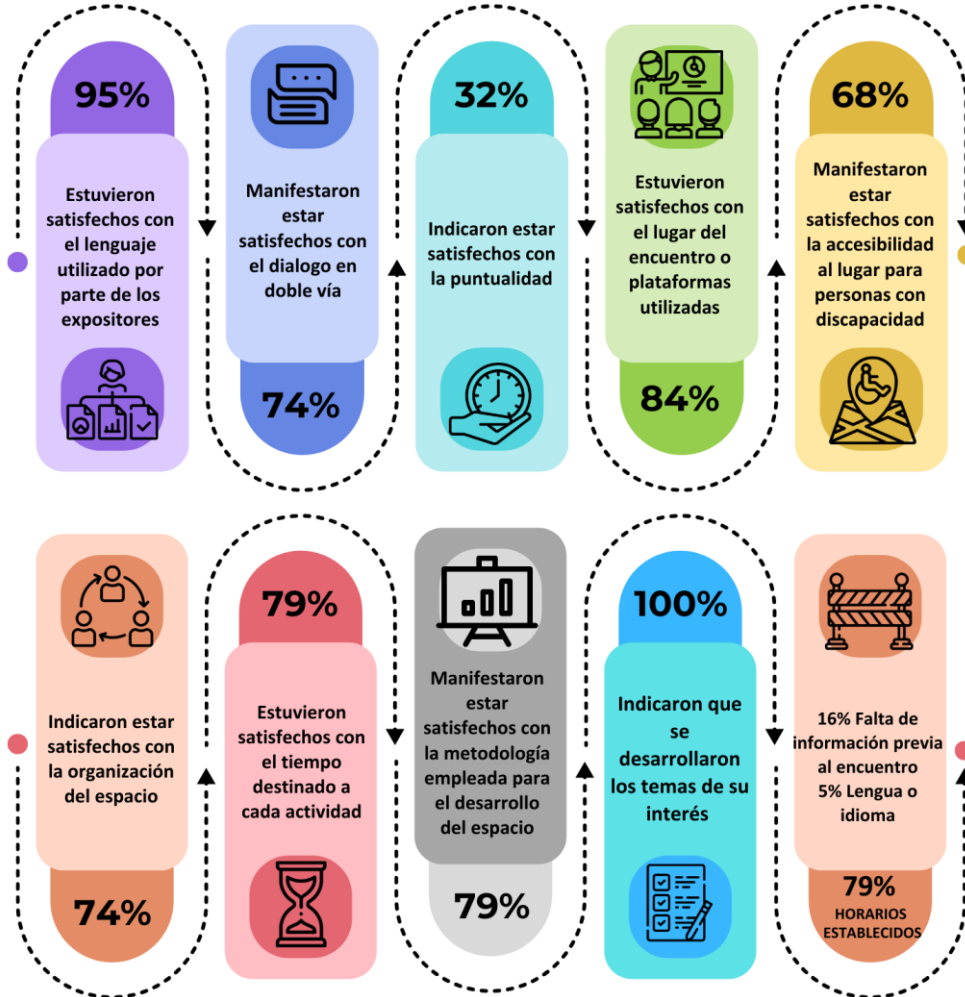 95%
Estuvieron
satisfechos con
el lenguaje
utilizado por
parte de los
expositores
Manifestaron
estar
satisfechos con
el dialogo en
doble vía
74%
32%
Indicaron estar
satisfechos con
la puntualidad
Estuvieron
satisfechos con
el lugar del
encuentro o
plataformas
utilizadas
84%
68%
Manifestaron
estar
satisfechos con
la accesibilidad
al lugar para
personas con
discapacidad
Indicaron estar
satisfechos con
la organización
del espacio
74%
79%
Estuvieron
satisfechos con
el tiempo
destinado a
cada actividad
Manifestaron
estar
satisfechos con
la metodología
empleada para
el desarrollo
del espacio
79%
100%
Indicaron que
se
desarrollaron
los temas de su
interés
16% Falta de
información previa
al encuentro
5% Lengua o
idioma
79%
HORARIOS
ESTABLECIDOS